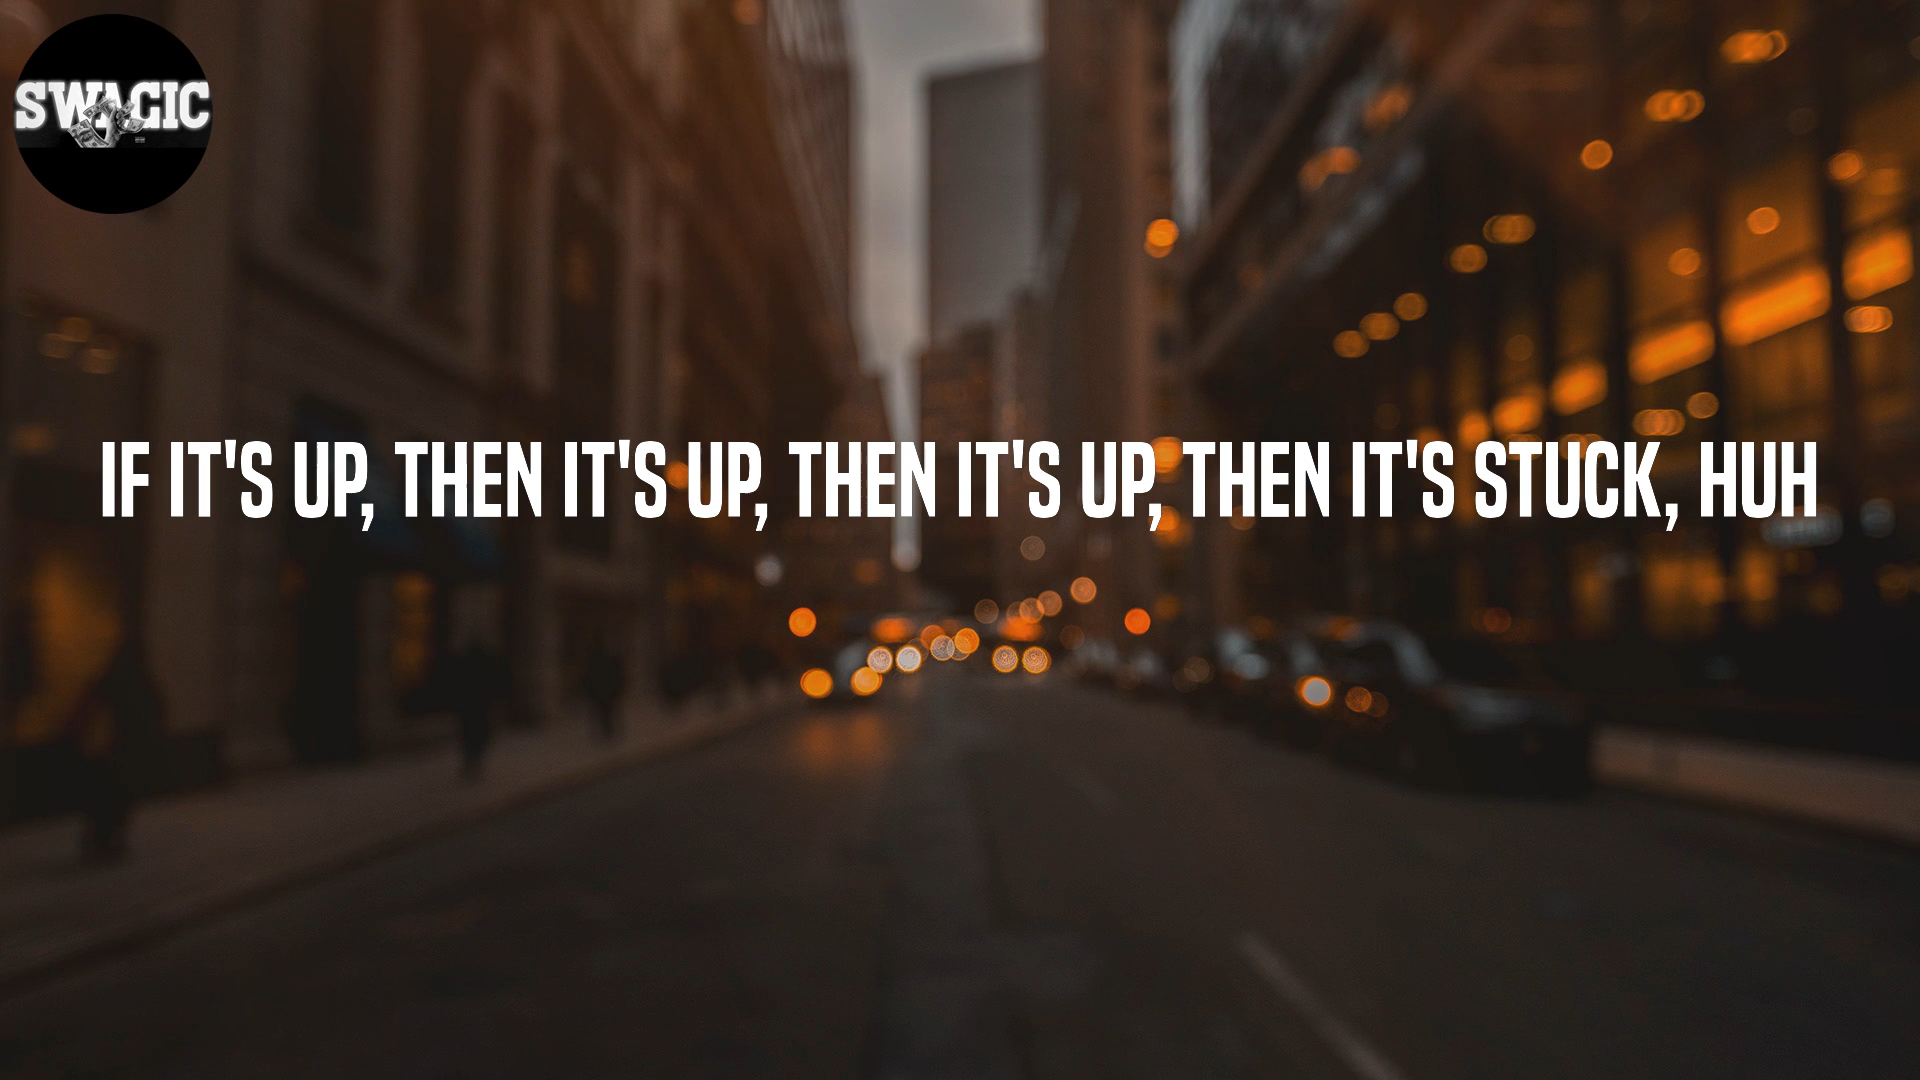 SWAGIC
IF IT'S UP, THEN IT'S UP, THEN IT'S UP, THEN IT'S STUCK, HUH